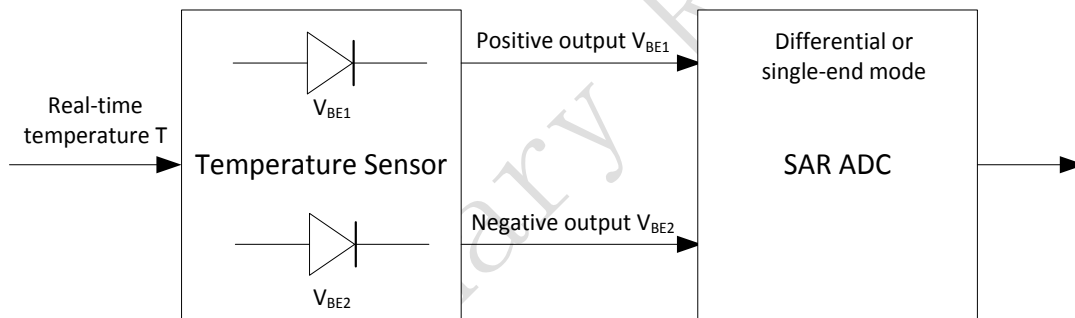 Real-time
temperature T
V_BE1
Temperature Sensor
V_BE2
Positive output V_BE1
Negative output V_BE2
Differential or
single-end mode
SAR ADC